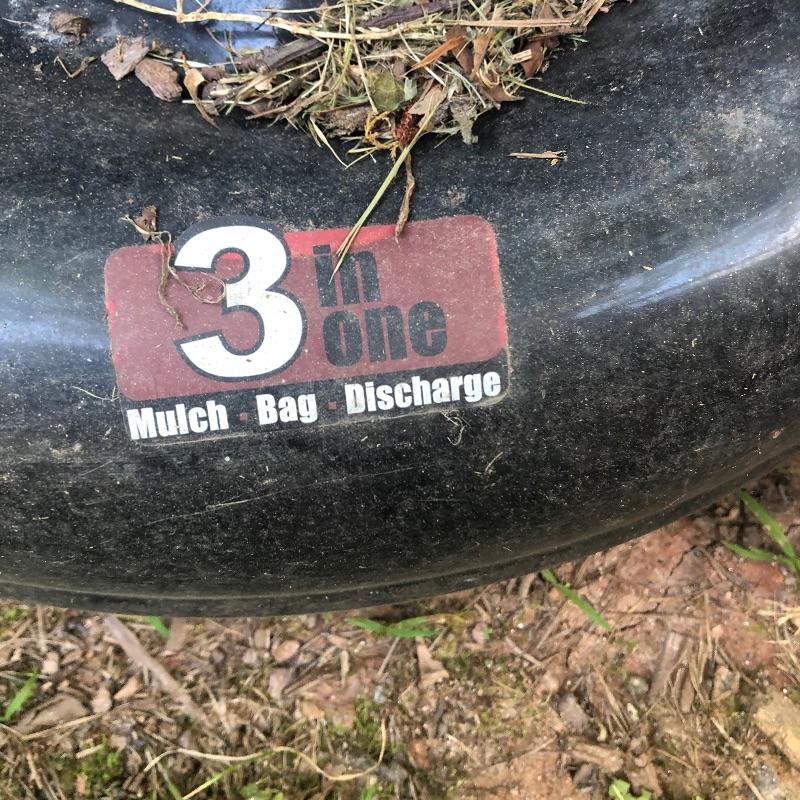 3 in
one
Mulch · Bag · Discharge